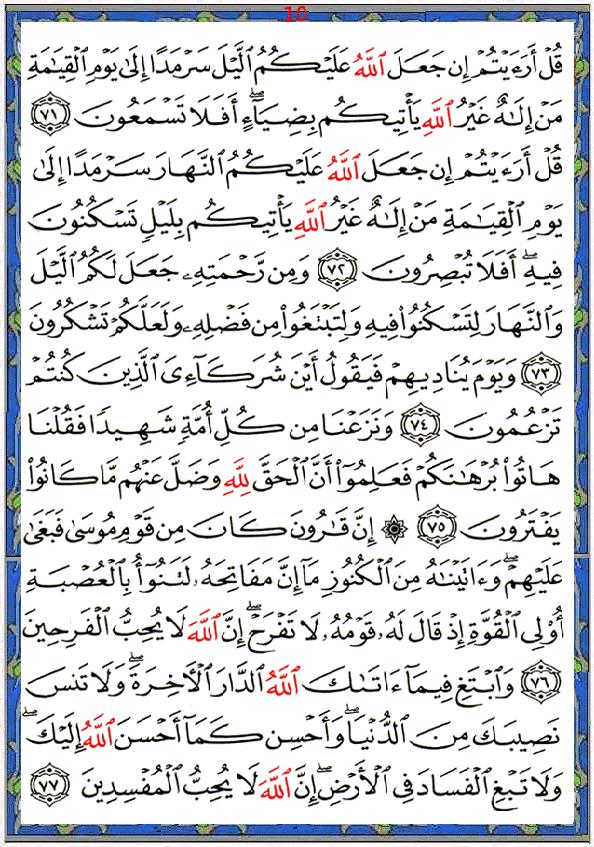 10
قُلْ أَرَءَيْتُمْ إِن جَعَلَ ٱللَّهُ عَلَيْكُمُ ٱلَّيْلَ سَرْمَدًا إِلَىٰ يَوْمِ ٱلْقِيَٰمَةِ
مَنْ إِلَٰهٌ غَيْرُ ٱللَّهِ يَأْتِيكُم بِضِيَآءٍ ۖ أَفَلَا تَسْمَعُونَ ٧١
قُلْ أَرَءَيْتُمْ إِن جَعَلَ ٱللَّهُ عَلَيْكُمُ ٱلنَّهَارَ سَرْمَدًا إِلَىٰ
يَوْمِ ٱلْقِيَٰمَةِ مَنْ إِلَٰهٌ غَيْرُ ٱللَّهِ يَأْتِيكُم بِلَيْلٍ تَسْكُنُونَ
فِيهِ ۖ أَفَلَا تُبْصِرُونَ ٧٢ وَمِن رَّحْمَتِهِۦ جَعَلَ لَكُمُ ٱلَّيْلَ
وَٱلنَّهَارَ لِتَسْكُنُوا۟ فِيهِ وَلِتَبْتَغُوا۟ مِن فَضْلِهِۦ وَلَعَلَّكُمْ تَشْكُرُونَ
٧٣ وَيَوْمَ يُنَادِيهِمْ فَيَقُولُ أَيْنَ شُرَكَآءِىَ ٱلَّذِينَ كُنتُمْ
تَزْعُمُونَ ٧٤ وَنَزَعْنَا مِن كُلِّ أُمَّةٍ شَهِيدًا فَقُلْنَا
هَاتُوا۟ بُرْهَٰنَكُمْ فَعَلِمُوٓا۟ أَنَّ ٱلْحَقَّ لِلَّهِ وَضَلَّ عَنْهُم مَّا كَانُوا۟
يَفْتَرُونَ ٧٥ ۞ إِنَّ قَٰرُونَ كَانَ مِن قَوْمِ مُوسَىٰ فَبَغَىٰ
عَلَيْهِمْ ۖ وَءَاتَيْنَٰهُ مِنَ ٱلْكُنُوزِ مَآ إِنَّ مَفَاتِحَهُۥ لَتَنُوٓأُ بِٱلْعُصْبَةِ
أُو۟لِى ٱلْقُوَّةِ إِذْ قَالَ لَهُۥ قَوْمُهُۥ لَا تَفْرَحْ ۖ إِنَّ ٱللَّهَ لَا يُحِبُّ ٱلْفَرِحِينَ
٧٦ وَٱبْتَغِ فِيمَآ ءَاتَىٰكَ ٱللَّهُ ٱلدَّارَ ٱلْءَاخِرَةَ ۖ وَلَا تَنسَ
نَصِيبَكَ مِنَ ٱلدُّنْيَا ۖ وَأَحْسِن كَمَآ أَحْسَنَ ٱللَّهُ إِلَيْكَ ۖ
وَلَا تَبْغِ ٱلْفَسَادَ فِى ٱلْأَرْضِ ۖ إِنَّ ٱللَّهَ لَا يُحِبُّ ٱلْمُفْسِدِينَ ٧٧